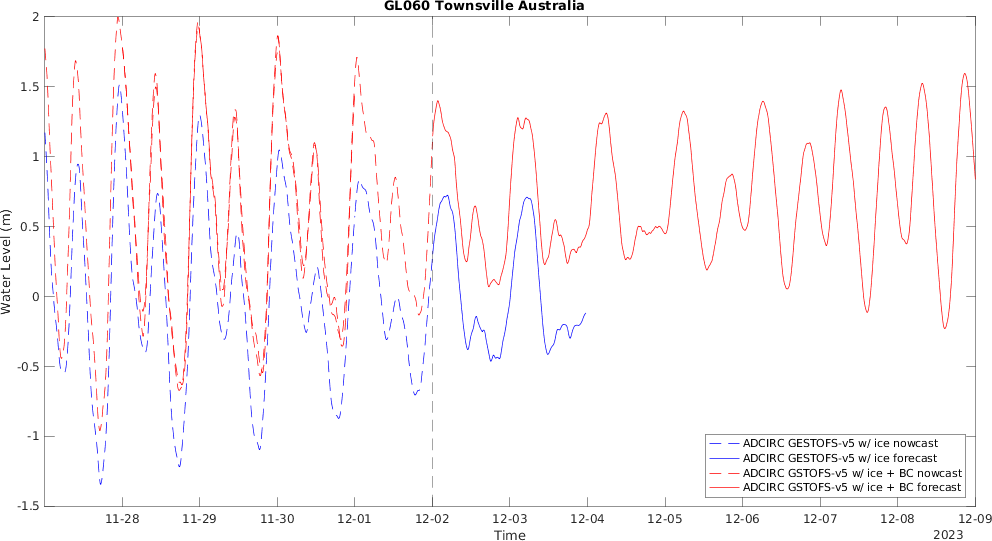 GL060 Townsville Australia
Water Level (m)
2
1.5
1
0.5
0
-0.5
-1
-1.5
ADCIRC GESTOFS-v5 w/ ice nowcast
ADCIRC GESTOFS-v5 w/ ice forecast
ADCIRC GSTOFS-v5 w/ ice + BC nowcast
ADCIRC GSTOFS-v5 w/ ice + BC forecast
11-28 11-29 11-30 12-01 12-02 12-03 12-04 12-05 12-06 12-07 12-08 12-09
Time
2023